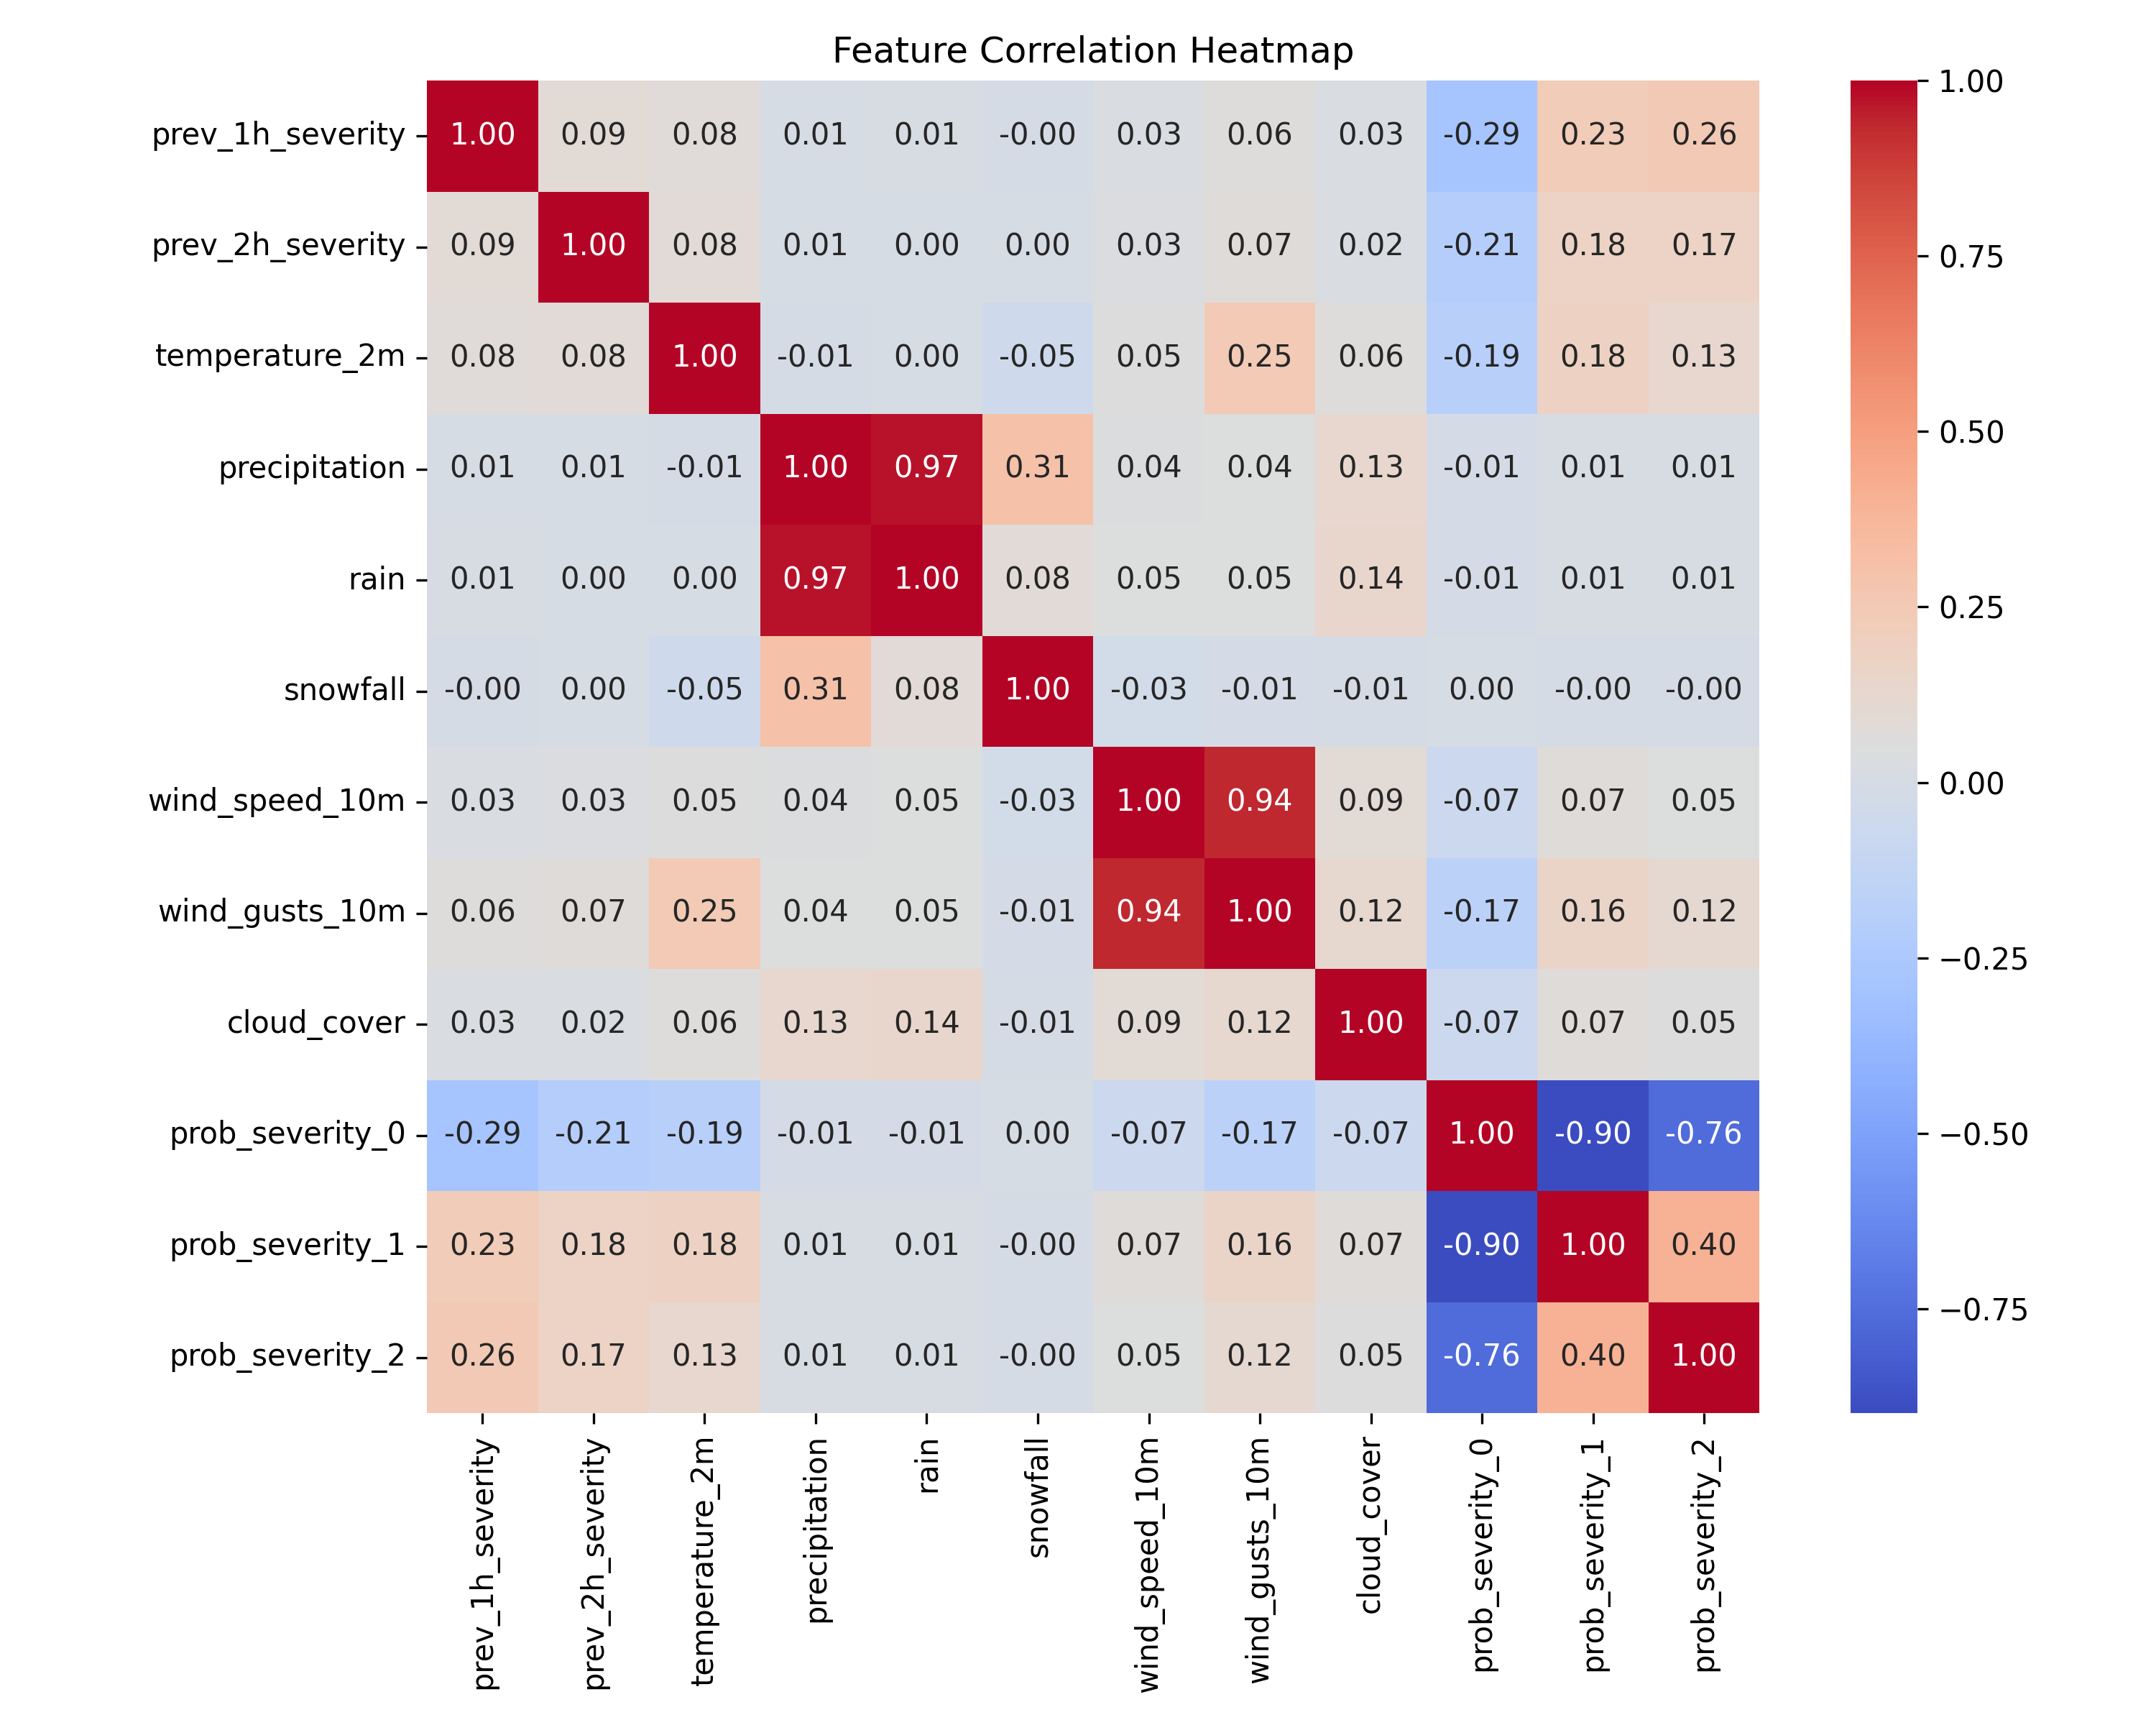 Feature Correlation Heatmap
prev_1h_severity 1.00 0.09 0.08 0.01 0.01 -0.00 0.03 0.06 0.03 -0.29 0.23 0.26
prev_2h_severity 0.09 1.00 0.08 0.01 0.00 0.00 0.03 0.07 0.02 -0.21 0.18 0.17
temperature_2m 0.08 0.08 1.00 -0.01 0.00 -0.05 0.05 0.25 0.06 -0.19 0.18 0.13
precipitation 0.01 0.01 -0.01 1.00 0.97 0.31 0.04 0.04 0.13 -0.01 0.01 0.01
rain 0.01 0.00 0.00 0.97 1.00 0.08 0.05 0.05 0.14 -0.01 0.01 0.01
snowfall -0.00 0.00 -0.05 0.31 0.08 1.00 -0.03 -0.01 -0.01 0.00 -0.00 -0.00
wind_speed_10m 0.03 0.03 0.05 0.04 0.05 -0.03 1.00 0.94 0.09 -0.07 0.07 0.05
wind_gusts_10m 0.06 0.07 0.25 0.04 0.05 -0.01 0.94 1.00 0.12 -0.17 0.16 0.12
cloud_cover 0.03 0.02 0.06 0.13 0.14 -0.01 0.09 0.12 1.00 -0.07 0.07 0.05
prob_severity_0 -0.29 -0.21 -0.19 -0.01 -0.01 0.00 -0.07 -0.17 -0.07 1.00 -0.90 -0.76
prob_severity_1 0.23 0.18 0.18 0.01 0.01 -0.00 0.07 0.16 0.07 -0.90 1.00 0.40
prob_severity_2 0.26 0.17 0.13 0.01 0.01 -0.00 0.05 0.12 0.05 -0.76 0.40 1.00
prev_1h_severity
prev_2h_severity
temperature_2m
precipitation
rain
snowfall
wind_speed_10m
wind_gusts_10m
cloud_cover
prob_severity_0
prob_severity_1
prob_severity_2
1.00
0.75
0.50
0.25
0.00
−0.25
−0.50
−0.75